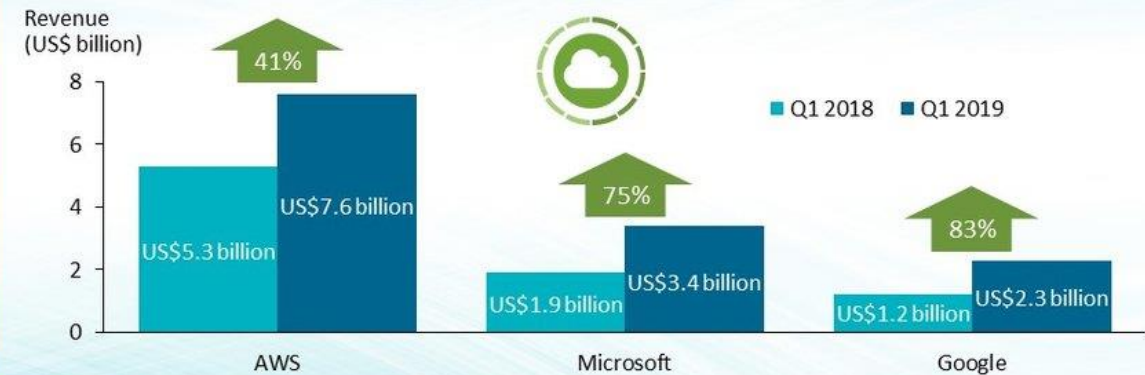 Revenue
(US$ billion)
41%
8
Q1 2018
Q1 2019
6
75%
4
US$7.6 billion
83%
US$5.3 billion
2
US$3.4 billion
US$2.3 billion
US$1.9 billion
US$1.2 billion
0
AWS
Microsoft
Google